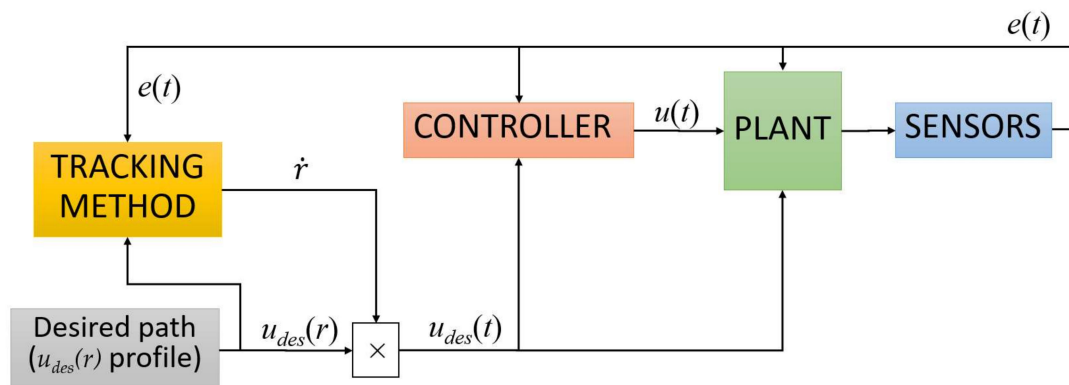 e(t)
e(t)
CONTROLLER
u(t)
PLANT
SENSORS
TRACKING
METHOD
ṙ
Desired path
(u_des(r) profile)
u_des(r)
×
u_des(t)